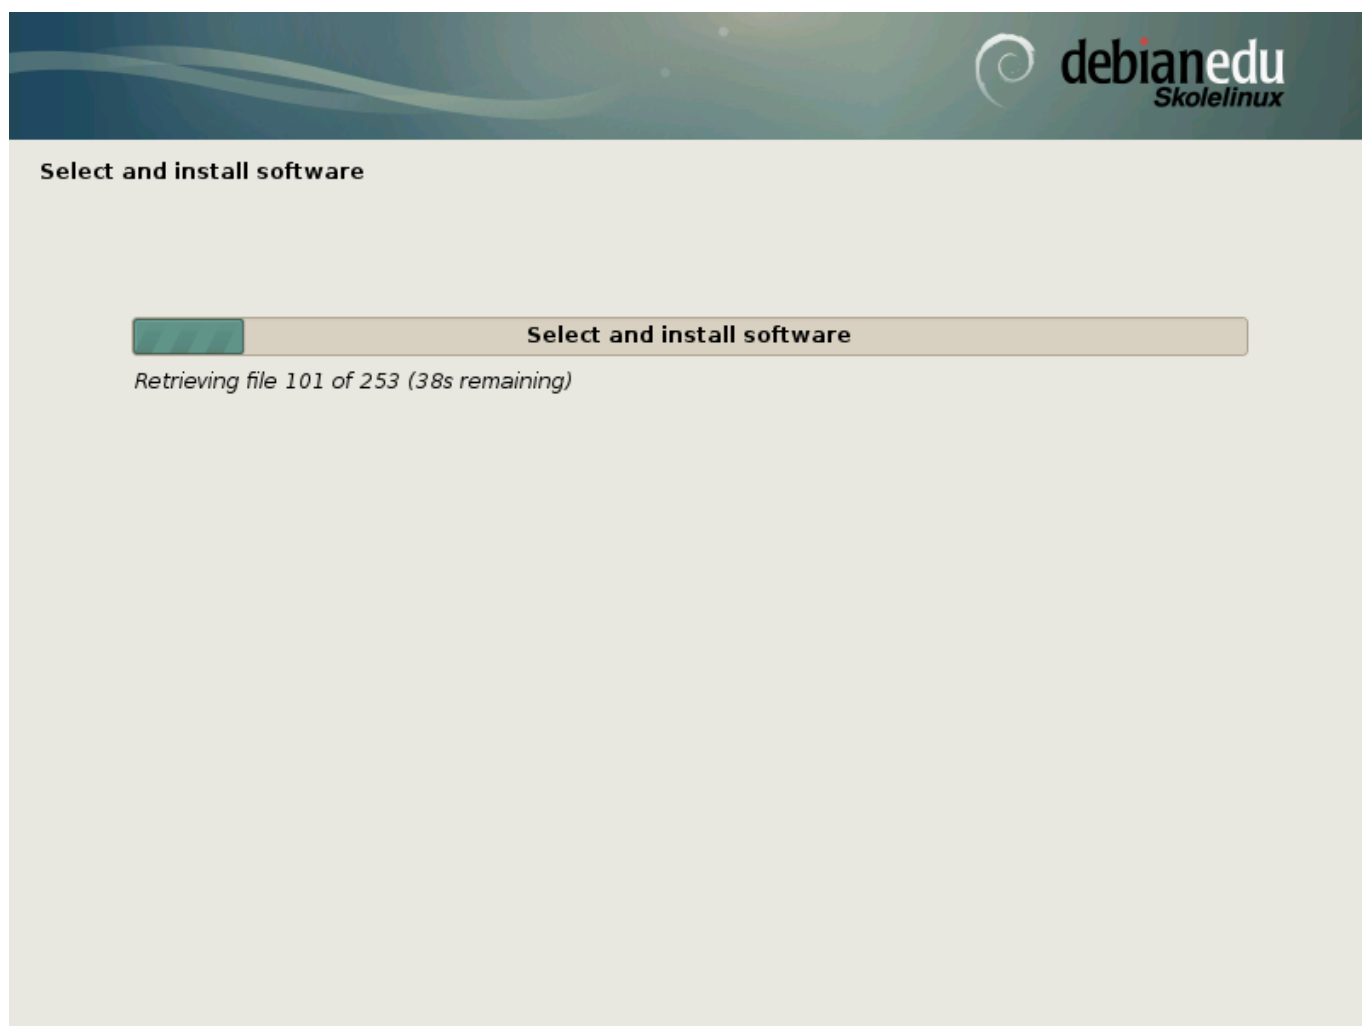 debianedu
Skolelinux
Select and install software
Select and install software
Retrieving file 101 of 253 (38s remaining)